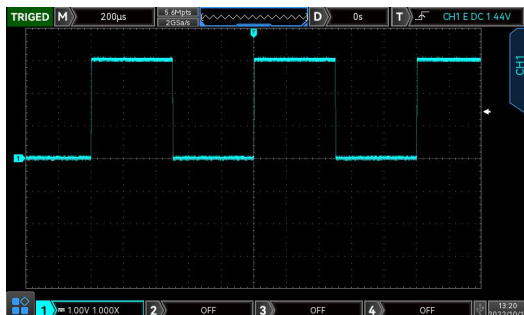 TRIGED M 200μs 5.6Mpts D 0s T CH1 E DC 1.44V
2GSa/s
T
CH1
1
1 1.00V 1.000X 2 OFF 3 OFF 4 OFF 13:20